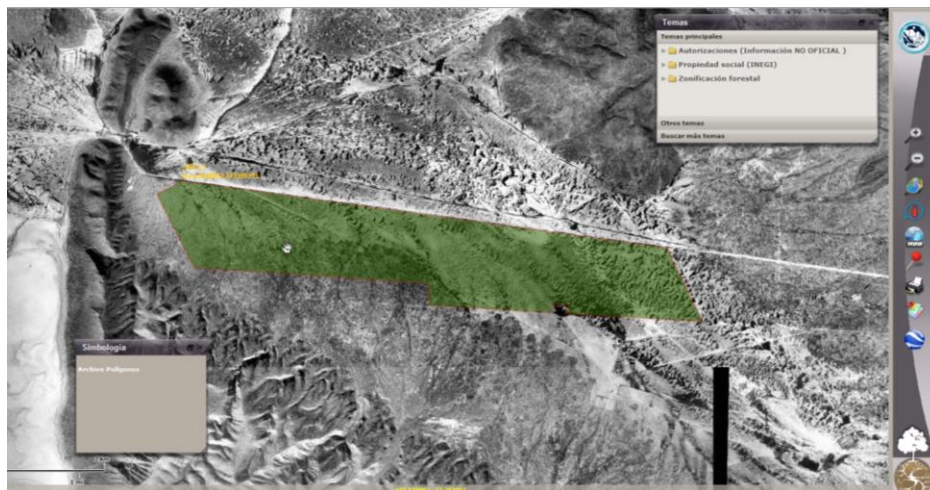 Temas
Temas principales
Autorizaciones (Información NO OFICIAL )
Propiedad social (INEGI)
Zonificación forestal
Otros temas
Buscar más temas
Simbología
Archivo Poligonos